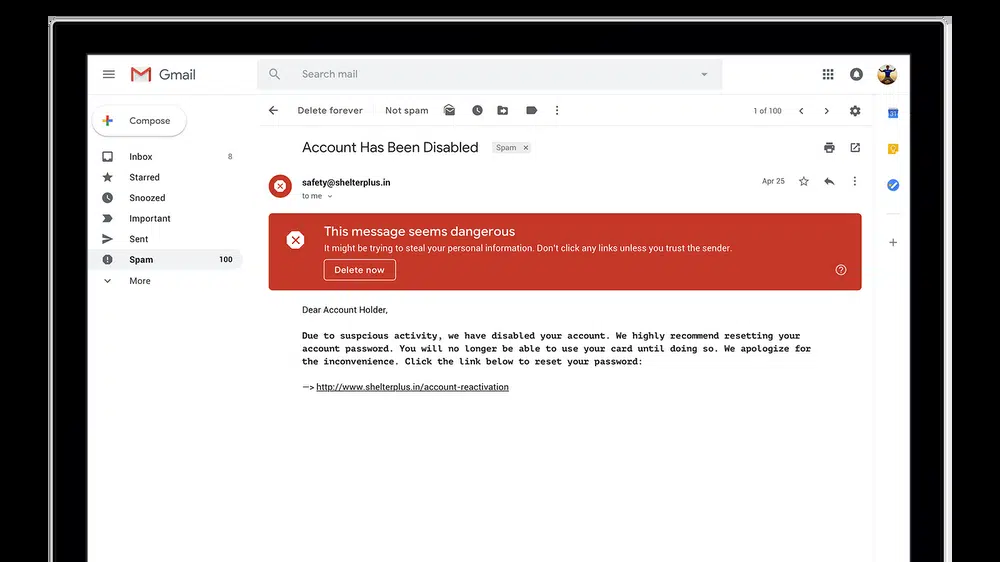 Gmail
Search mail
Compose
Delete forever Not spam 1 of 100
Inbox 8
Starred
Snoozed
Important
Sent
Spam 100
More
Account Has Been Disabled Spam x
safety@shelterplus.in Apr 25
to me
This message seems dangerous
It might be trying to steal your personal information. Don't click any links unless you trust the sender.
Delete now
Dear Account Holder,
Due to suspcious activity, we have disabled your account. We highly recommend resetting your
account password. You will no longer be able to use your card until doing so. We apologize for
the inconvenience. Click the link below to reset your password:
—> http://www.shelterplus.in/account-reactivation
31